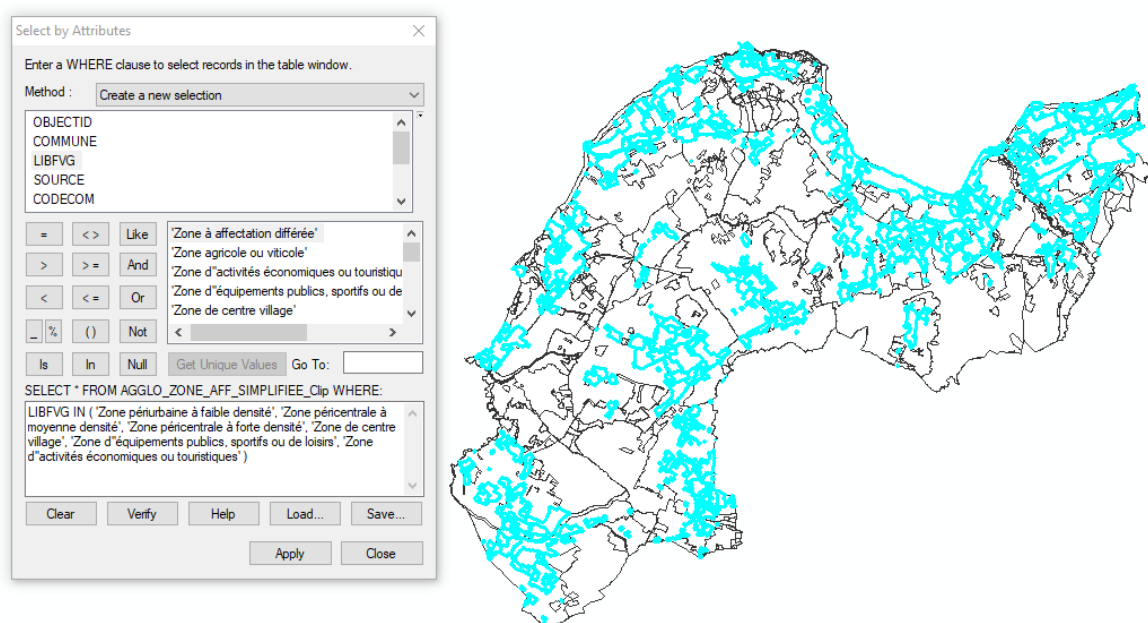 Select by Attributes
Enter a WHERE clause to select records in the table window.
Method : Create a new selection
OBJECTID
COMMUNE
LIBFVG
SOURCE
CODECOM
= < > Like
'Zone à affectation différée'
> > = And
'Zone agricole ou viticole'
'Zone d''activités économiques ou touristiqu
< < = Or
'Zone d''équipements publics, sportifs ou de
'Zone de centre village'
_ % ( ) Not
Is In Null Get Unique Values Go To:
SELECT * FROM AGGLO_ZONE_AFF_SIMPLIFIEE_Clip WHERE:
LIBFVG IN ( 'Zone périurbaine à faible densité', 'Zone péricentrale à
moyenne densité', 'Zone péricentrale à forte densité', 'Zone de centre
village', 'Zone d''équipements publics, sportifs ou de loisirs', 'Zone
d''activités économiques ou touristiques' )
Clear Verify Help Load... Save...
Apply Close